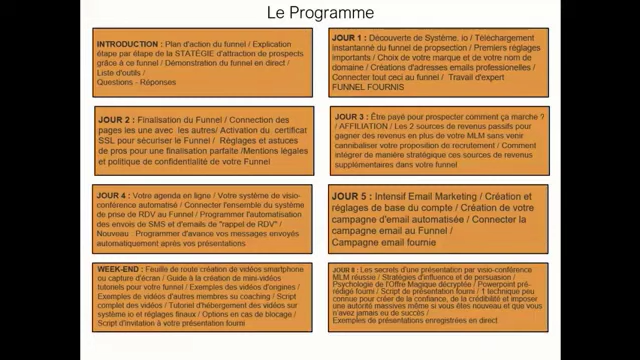 Le Programme
INTRODUCTION : Plan d'action du funnel / Explication
étape par étape de la STATÉGIE d'attraction de prospects
grâce à ce funnel / Démonstration du funnel en direct /
Liste d'outils /
Questions - Réponses
JOUR 1 : Découverte de Système. io / Téléchargement
instantanné du funnel de propsection / Premiers réglages
importants / Choix de votre marque et de votre nom de
domaine / Créations d'adresses emails professionelles /
Connecter tout ceci au funnel / Travail d'expert
FUNNEL FOURNIS
JOUR 2 : Finalisation du Funnel / Connection des
pages les une avec les autres/ Activation du certificat
SSL pour sécuriser le Funnel / Réglages et astuces
de pros pour une finalisation parfaite /Mentions légales
et politique de confidentialité de votre Funnel
JOUR 3 : Être payé pour prospecter comment ça marche ?
/ AFFILIATION / Les 2 sources de revenus passifs pour
gagner des revenus en plus de votre MLM sans venir
cannibaliser votre proposition de recrutement / Comment
intégrer de manière stratégique ces sources de revenus
supplémentaires dans votre funnel
JOUR 4 : Votre agenda en ligne / Votre système de visio-
conférence automatisé / Connecter l'ensemble du système
de prise de RDV au Funnel / Programmer l'automatisation
des envois de SMS et d'emails de "rappel de RDV" /
Nouveau : Programmer d'avance vos messages envoyés
automatiquement après vos présentations
JOUR 5 : Intensif Email Marketing / Création et
réglages de base du compte / Création de votre
campagne d'email automatisée / Connecter la
campagne email au Funnel /
Campagne email fournie
WEEK-END : Feuille de route création de vidéos smartphone
ou capture d'écran / Guide à la création de mini-vidéos
tutoriels pour votre funnel / Exemples des vidéos d'origines /
Exemples de vidéos d'autres membres su coaching / Script
complet des vidéos / Tutoriel d'hébergement des vidéos sur
système io et réglages finaux / Options en cas de blocage /
Script d'invitation à votre présentation fourni
JOUR 8 : Les secrets d'une présentation par visio-conférence
MLM réussie / Stratégies d'influence et de persuasion /
Psychologie de l'Offre Magique décryptée / Powerpoint pré-
rédigé fourni / Script de présentation fourni / 1 technique peu
connue pour créer de la confiance, de la crédibilité et imposer
une autorité massives même si vous êtes nouveau et que vous
n'avez jamais eu de succès /
Exemples de présentations enregistrées en direct